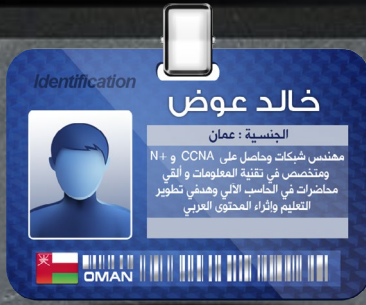 Identification
خالد عوض
الجنسية : عمان
مهندس شبكات وحاصل على CCNA و N+
ومتخصص في تقنية المعلومات و ألقي
محاضرات في الحاسب الآلي وهدفي تطوير
التعليم وإثراء المحتوى العربي
OMAN